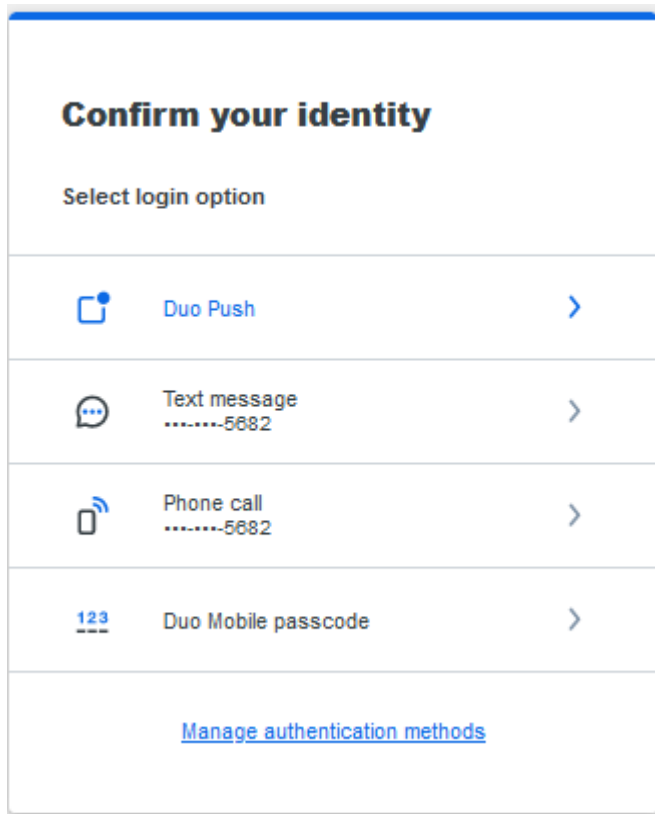 Confirm your identity
Select login option
Duo Push
Text message
•••-•••-5682
Phone call
•••-•••-5682
123
Duo Mobile passcode
Manage authentication methods